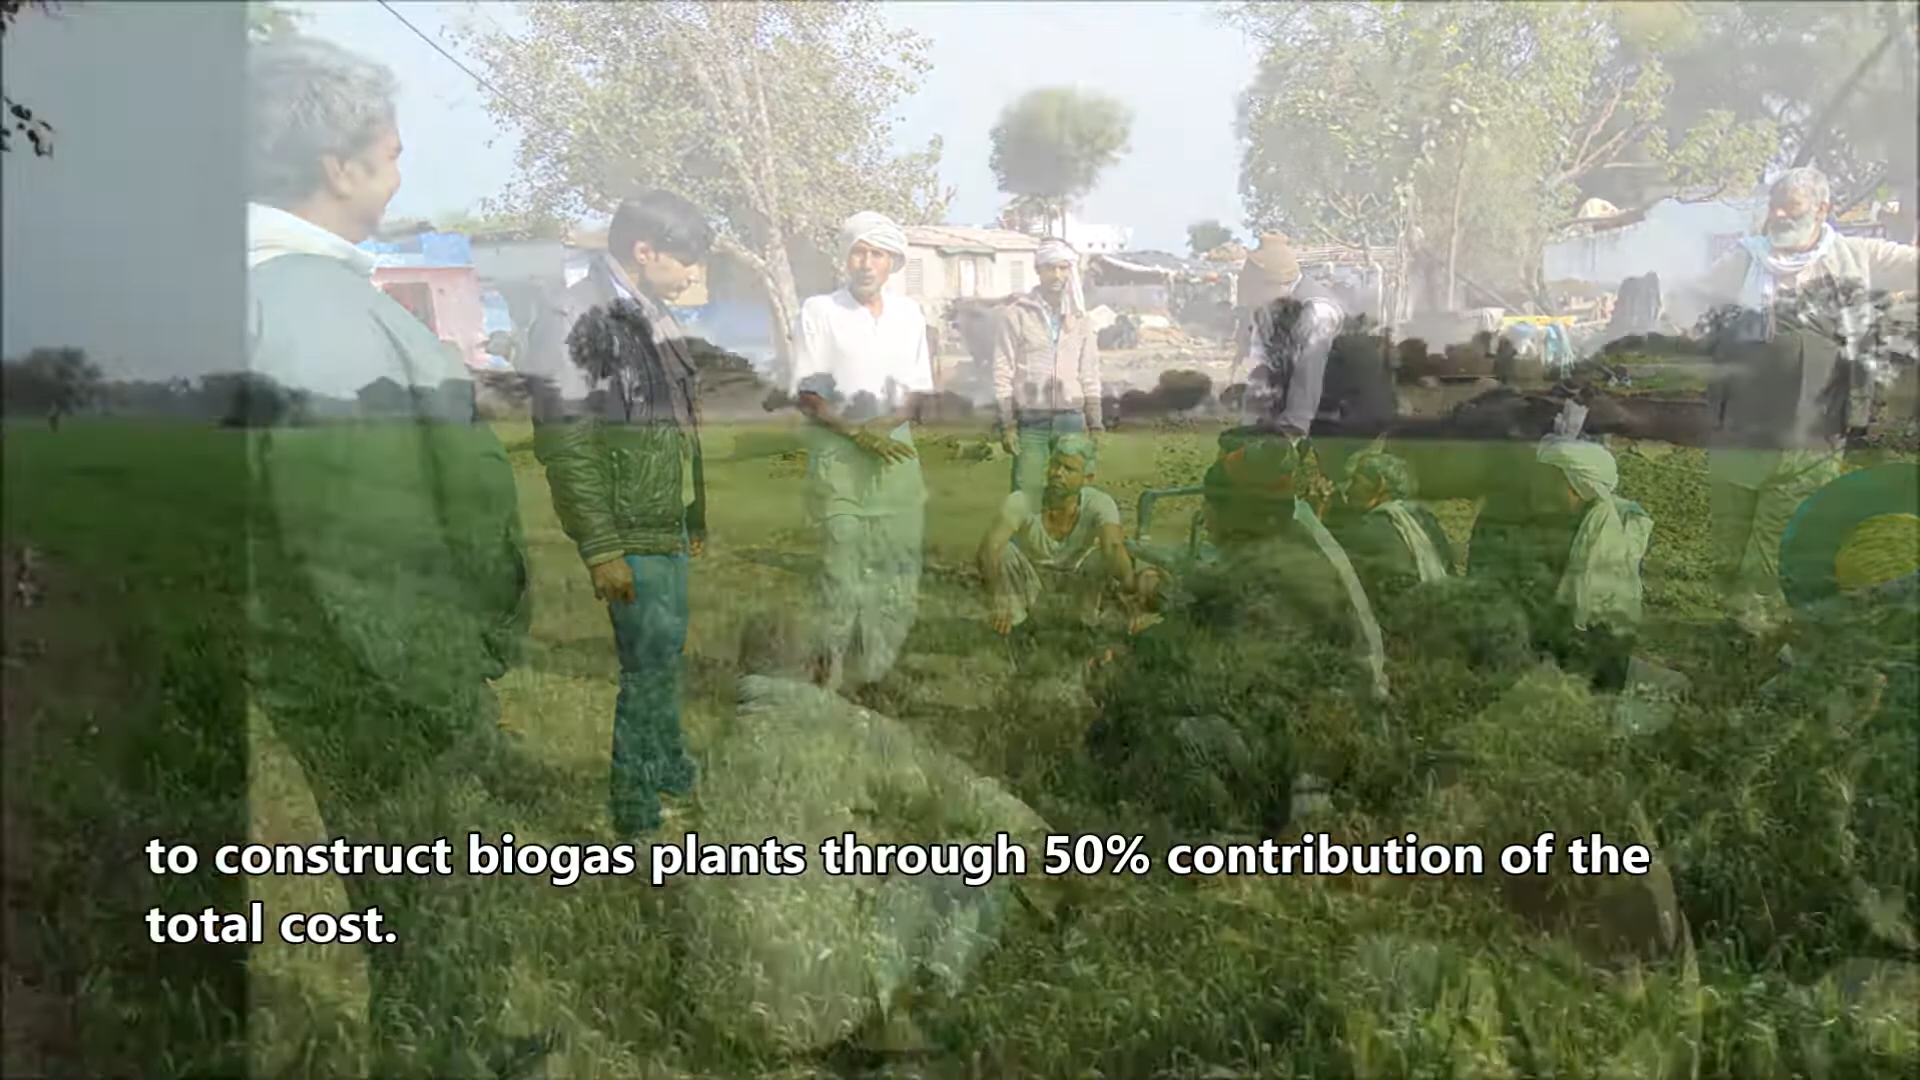 to construct biogas plants through 50% contribution of the
total cost.